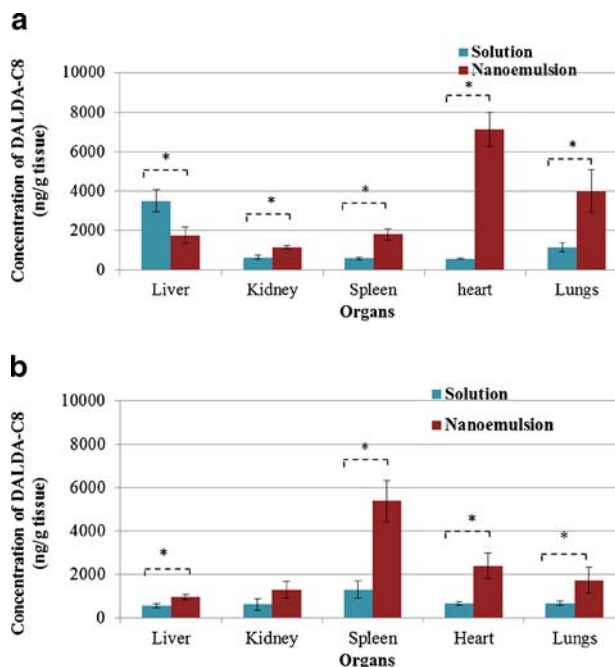 a
Solution
Nanoemulsion
Concentration of DALDA-C8
(ng/g tissue)
10000
8000
6000
4000
2000
0
*
*
*
*
*
Liver Kidney Spleen heart Lungs
Organs
b
Solution
Nanoemulsion
Concentration of DALDA-C8
(ng/g tissue)
10000
8000
6000
4000
2000
0
*
*
*
*
Liver Kidney Spleen Heart Lungs
Organs